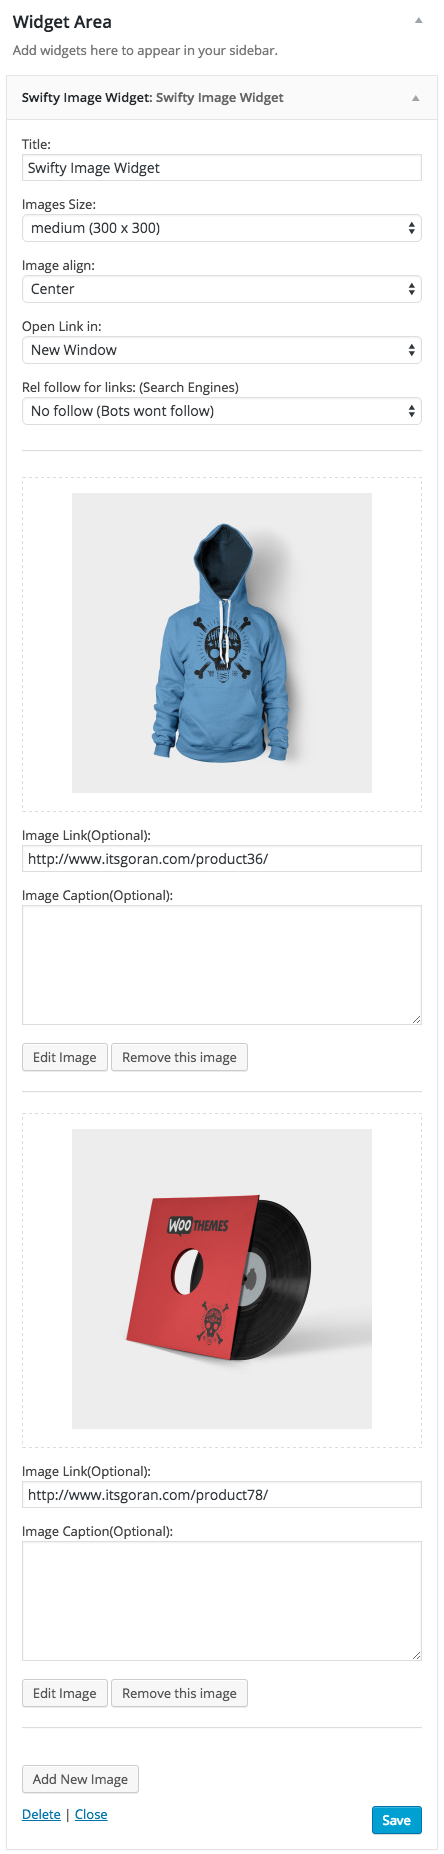 Widget Area
Add widgets here to appear in your sidebar.
Swifty Image Widget: Swifty Image Widget
Title:
Swifty Image Widget
Images Size:
medium (300 x 300)
Image align:
Center
Open Link in:
New Window
Rel follow for links: (Search Engines)
No follow (Bots wont follow)
Image Link(Optional):
http://www.itsgoran.com/product36/
Image Caption(Optional):
Edit Image Remove this image
WOO THEMES
Image Link(Optional):
http://www.itsgoran.com/product78/
Image Caption(Optional):
Edit Image Remove this image
Add New Image
Delete | Close
Save